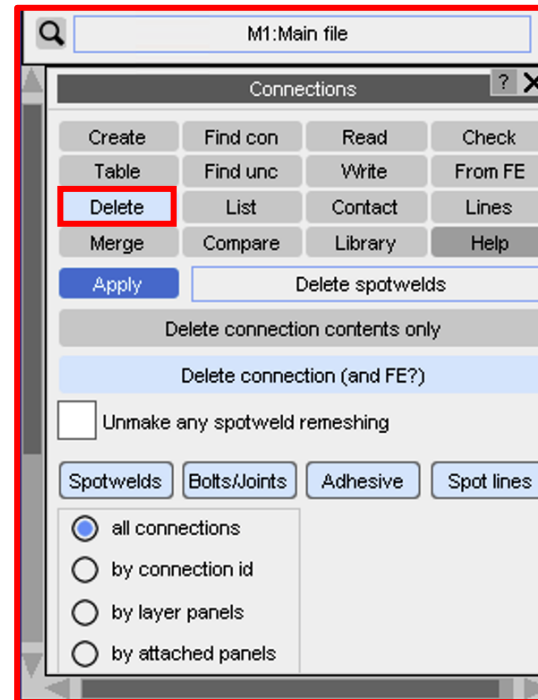 M1:Main file
Connections ? X
Create Find con Read Check
Table Find unc Write From FE
Delete List Contact Lines
Merge Compare Library Help
Apply Delete spotwelds
Delete connection contents only
Delete connection (and FE?)
Unmake any spotweld remeshing
Spotwelds Bolts/Joints Adhesive Spot lines
all connections
by connection id
by layer panels
by attached panels